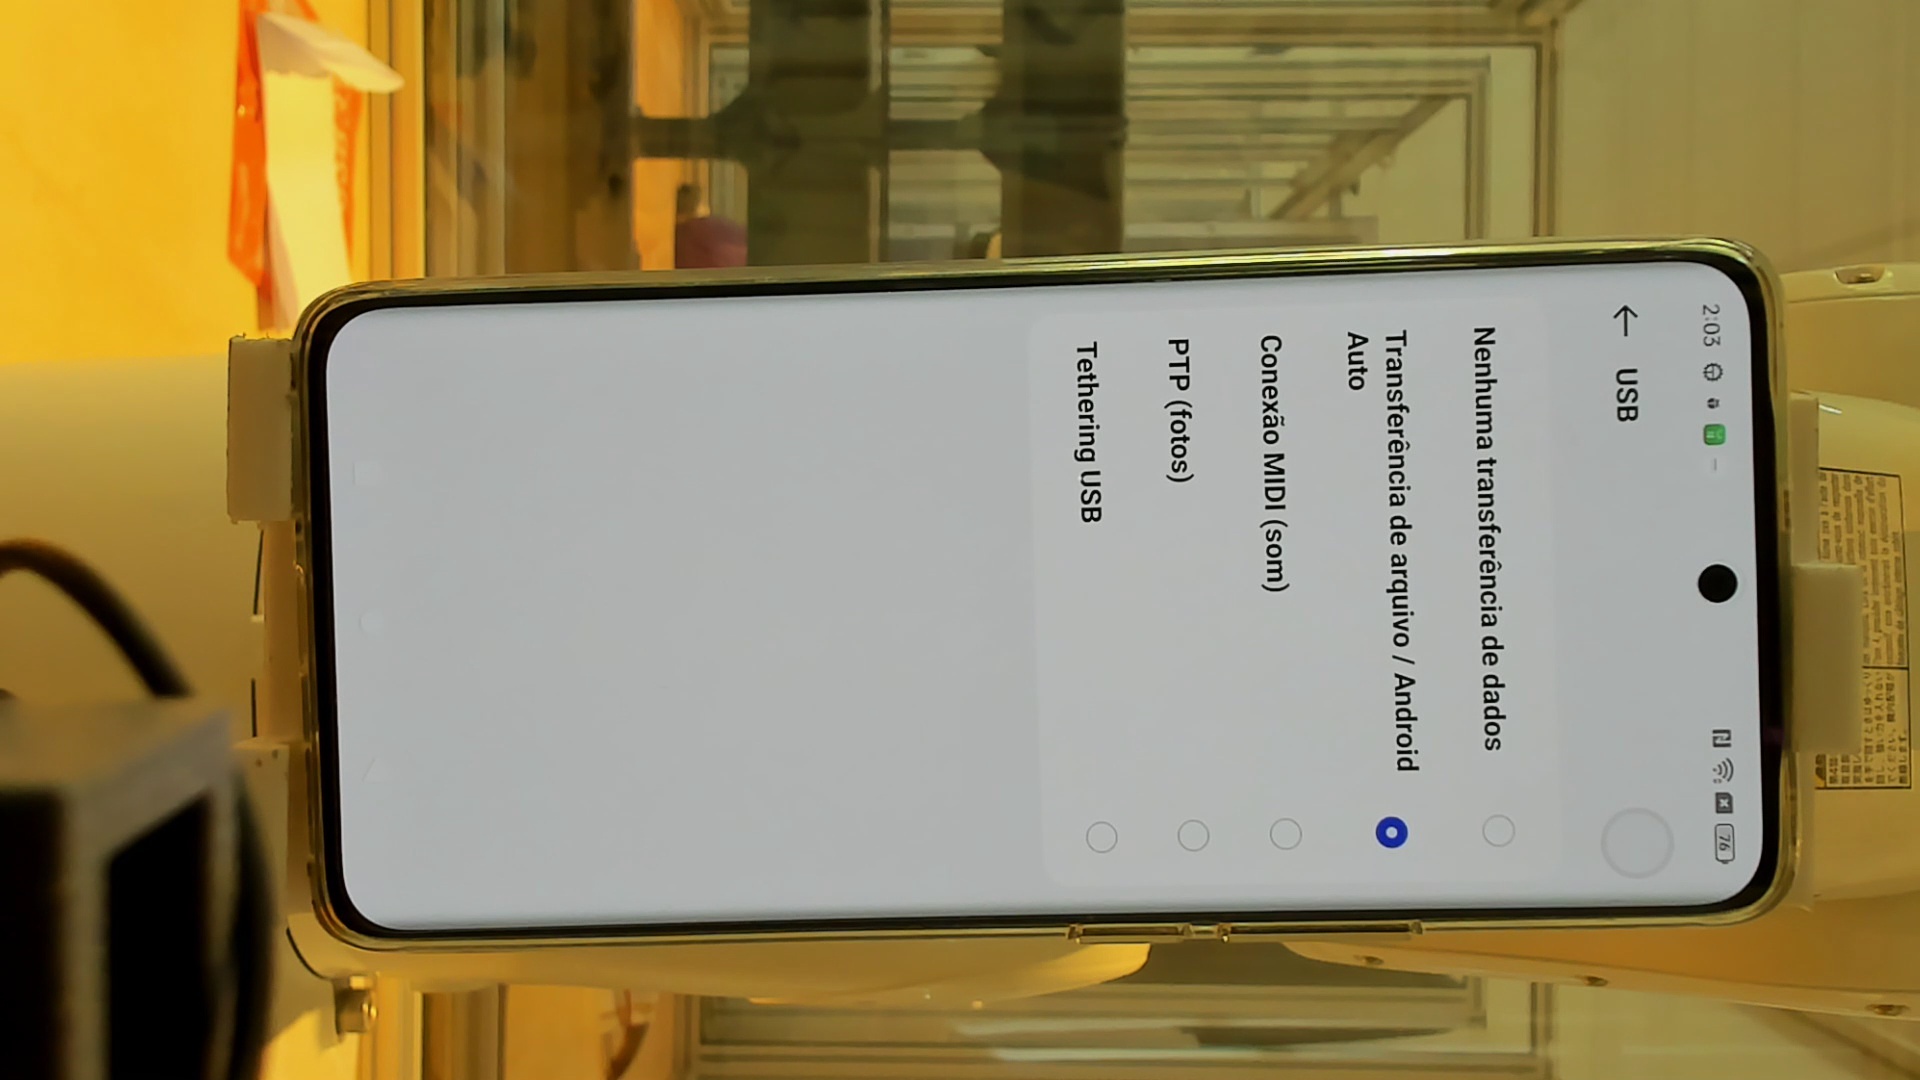 2:03
76
← USB
Nenhuma transferência de dados
Transferência de arquivo / Android
Auto
Conexão MIDI (som)
PTP (fotos)
Tethering USB